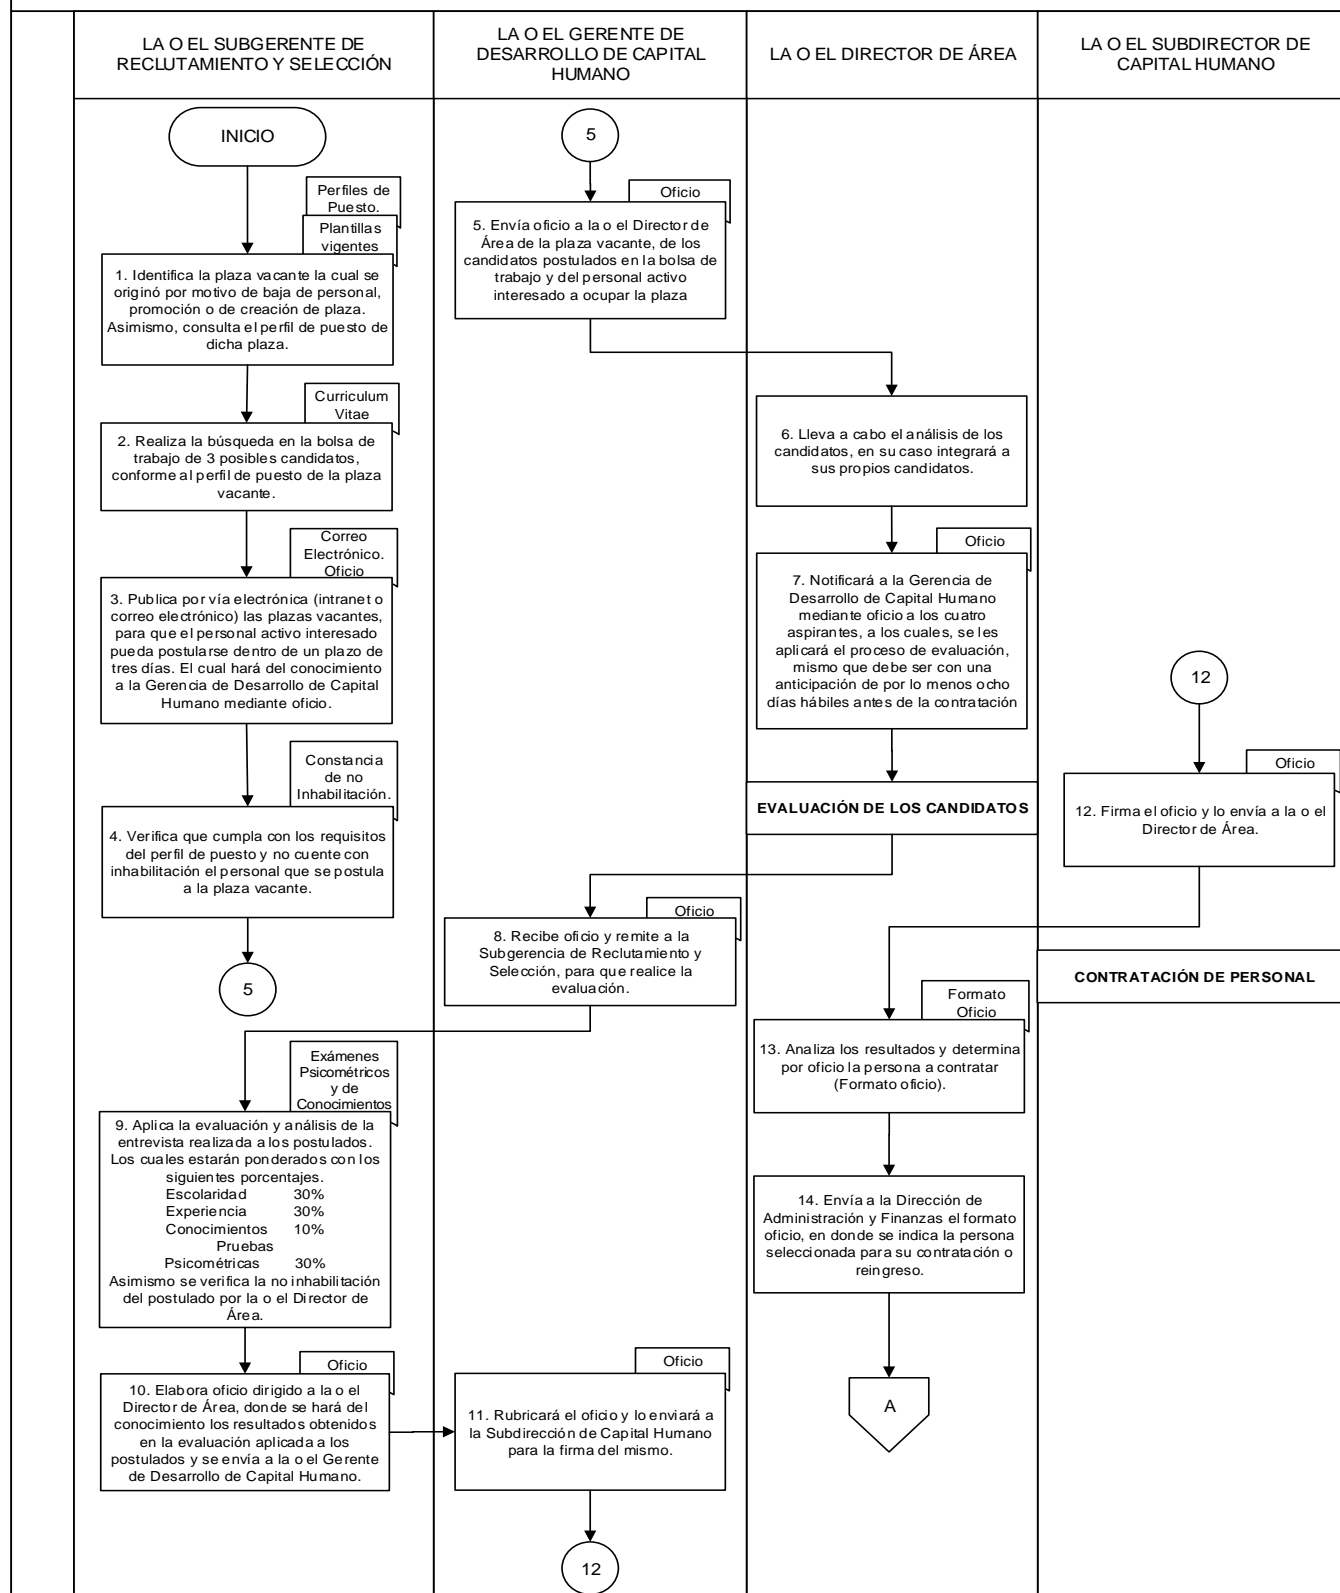 LA O EL SUBGERENTE DE
RECLUTAMIENTO Y SELECCIÓN
LA O EL GERENTE DE
DESARROLLO DE CAPITAL
HUMANO
LA O EL DIRECTOR DE ÁREA
LA O EL SUBDIRECTOR DE
CAPITAL HUMANO
INICIO
Perfiles de
Puesto.
Plantillas
vigentes
1. Identifica la plaza vacante la cual se
originó por motivo de baja de personal,
promoción o de creación de plaza.
Asimismo, consulta el perfil de puesto de
dicha plaza.
Curriculum
Vitae
2. Realiza la búsqueda en la bolsa de
trabajo de 3 posibles candidatos,
conforme al perfil de puesto de la plaza
vacante.
Correo
Electrónico.
Oficio
3. Publica por vía electrónica (intranet o
correo electrónico) las plazas vacantes,
para que el personal activo interesado
pueda postularse dentro de un plazo de
tres días. El cual hará del conocimiento
a la Gerencia de Desarrollo de Capital
Humano mediante oficio.
Constancia
de no
Inhabilitación.
4. Verifica que cumpla con los requisitos
del perfil de puesto y no cuente con
inhabilitación el personal que se postula
a la plaza vacante.
5
5
Oficio
5. Envía oficio a la o el Director de
Área de la plaza vacante, de los
candidatos postulados en la bolsa de
trabajo y del personal activo
interesado a ocupar la plaza
6. Lleva a cabo el análisis de los
candidatos, en su caso integrará a
sus propios candidatos.
Oficio
7. Notificará a la Gerencia de
Desarrollo de Capital Humano
mediante oficio a los cuatro
aspirantes, a los cuales, se les
aplicará el proceso de evaluación,
mismo que debe ser con una
anticipación de por lo menos ocho
días hábiles antes de la contratación
EVALUACIÓN DE LOS CANDIDATOS
Oficio
8. Recibe oficio y remite a la
Subgerencia de Reclutamiento y
Selección, para que realice la
evaluación.
Exámenes
Psicométricos
y de
Conocimientos
9. Aplica la evaluación y análisis de la
entrevista realizada a los postulados.
Los cuales estarán ponderados con los
siguientes porcentajes.
Escolaridad 30%
Experiencia 30%
Conocimientos 10%
Pruebas
Psicométricas 30%
Asimismo se verifica la no inhabilitación
del postulado por la o el Director de
Área.
Oficio
10. Elabora oficio dirigido a la o el
Director de Área, donde se hará del
conocimiento los resultados obtenidos
en la evaluación aplicada a los
postulados y se envía a la o el Gerente
de Desarrollo de Capital Humano.
Oficio
11. Rubricará el oficio y lo enviará a
la Subdirección de Capital Humano
para la firma del mismo.
12
12
Oficio
12. Firma el oficio y lo envía a la o el
Director de Área.
CONTRATACIÓN DE PERSONAL
Formato
Oficio
13. Analiza los resultados y determina
por oficio la persona a contratar
(Formato oficio).
14. Envía a la Dirección de
Administración y Finanzas el formato
oficio, en donde se indica la persona
seleccionada para su contratación o
reingreso.
A